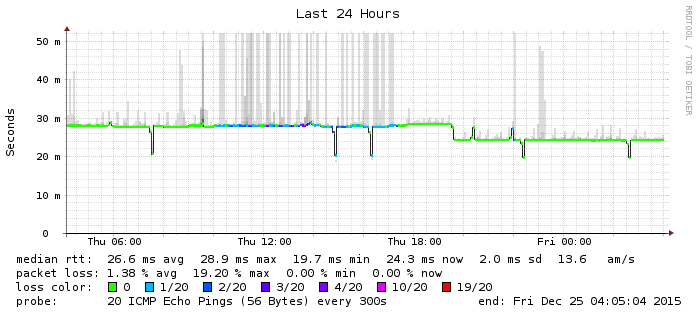 Last 24 Hours
RRDTOOL / TOBI OETIKER
Seconds
50 m
40 m
30 m
20 m
10 m
0
Thu 06:00 Thu 12:00 Thu 18:00 Fri 00:00
median rtt: 26.6 ms avg 28.9 ms max 19.7 ms min 24.3 ms now 2.0 ms sd 13.6 am/s
packet loss: 1.38 % avg 19.20 % max 0.00 % min 0.00 % now
loss color: 0 1/20 2/20 3/20 4/20 10/20 19/20
probe: 20 ICMP Echo Pings (56 Bytes) every 300s end: Fri Dec 25 04:05:04 2015